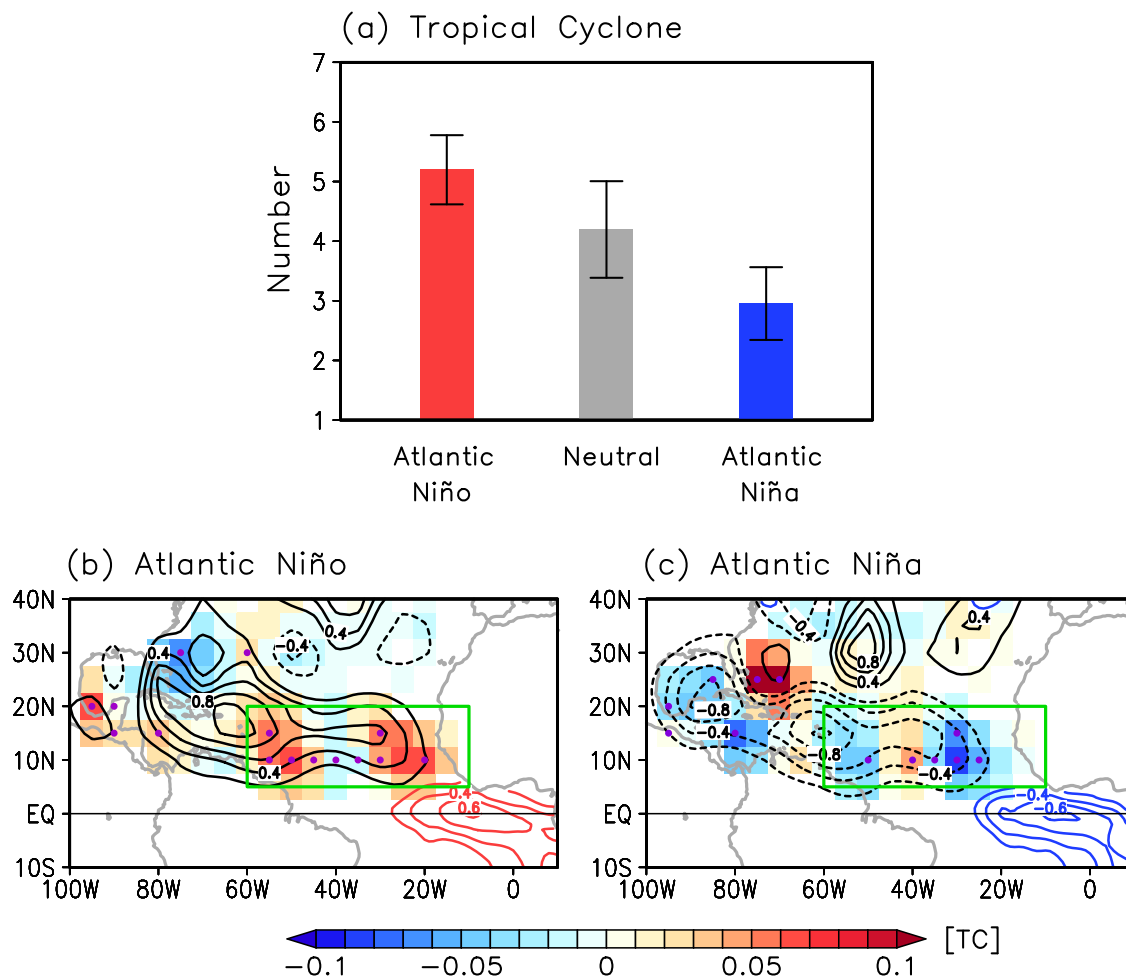 (a) Tropical Cyclone
7
6
5
4
3
2
1
Number
Atlantic Niño
Neutral
Atlantic Niña
(b) Atlantic Niño
40N
30N
20N
10N
EQ
10S
100W 80W 60W 40W 20W 0
0.4
0.4
-0.4
0.8
-0.4
0.4
0.6
(c) Atlantic Niña
40N
30N
20N
10N
EQ
10S
100W 80W 60W 40W 20W 0
-0.4
0.8
0.4
-0.8
-0.4
-0.8
-0.4
-0.4
-0.6
-0.1 -0.05 0 0.05 0.1
[TC]